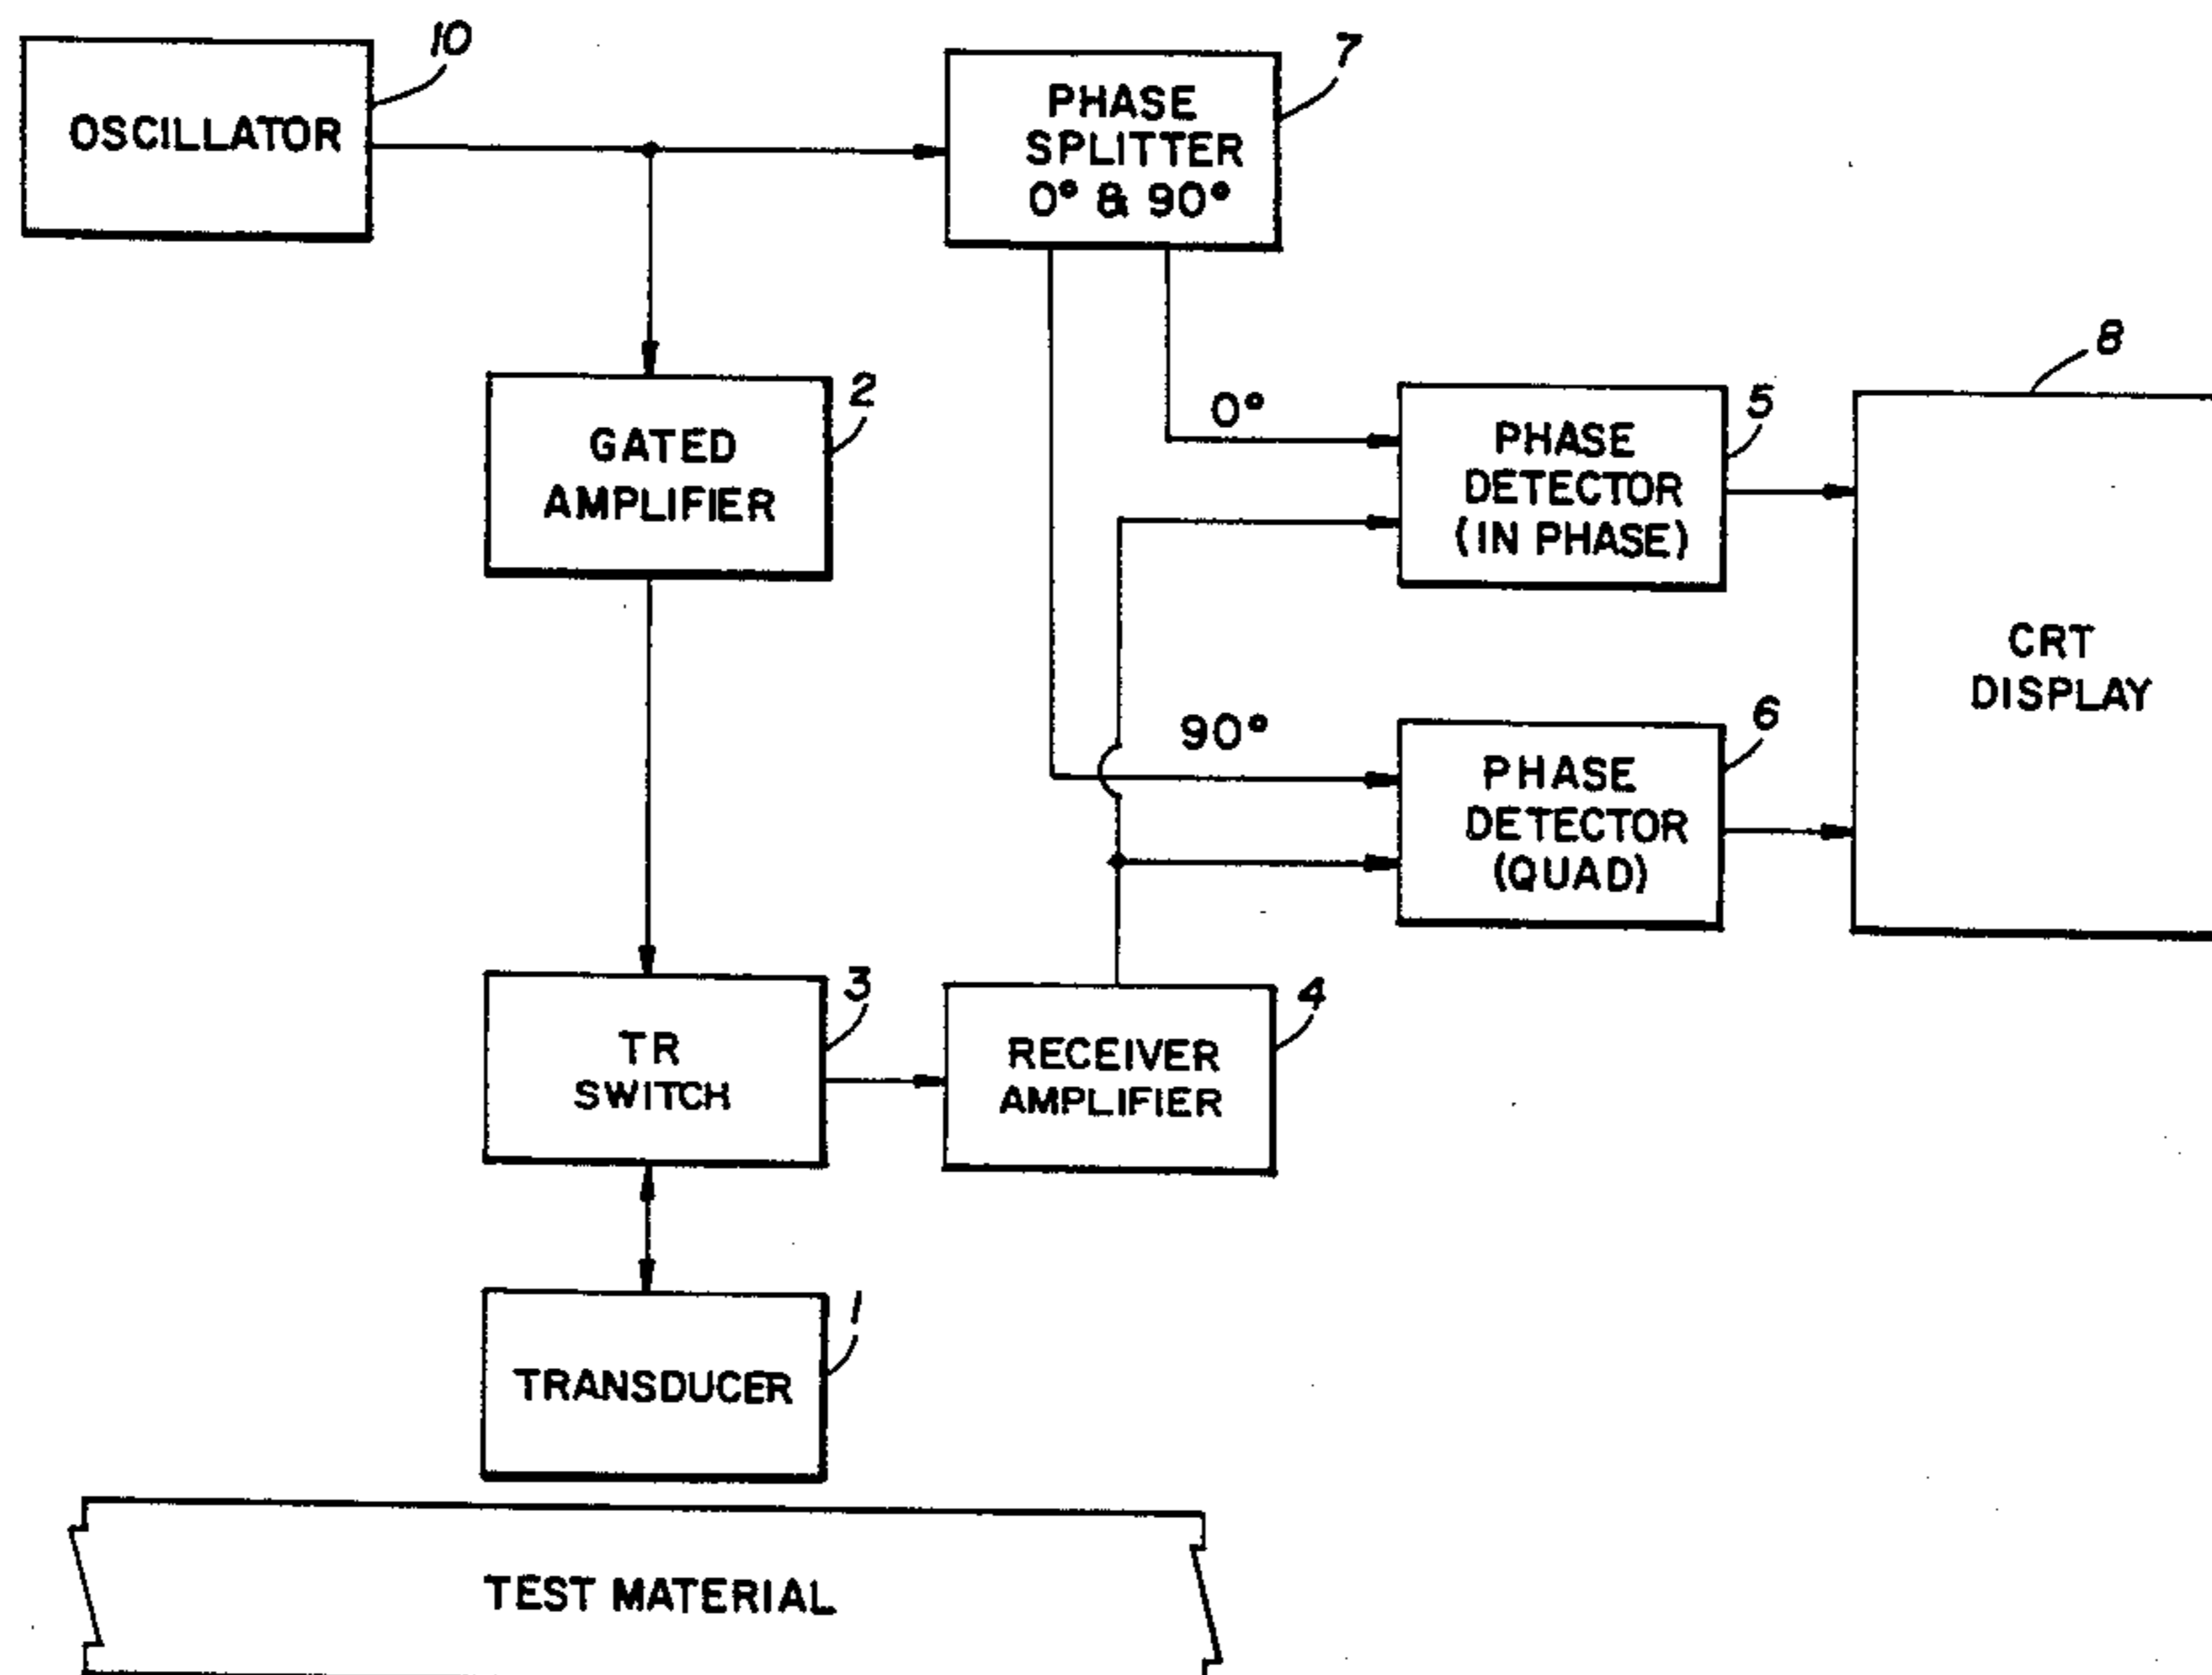 10
OSCILLATOR
7
PHASE
SPLITTER
0° & 90°
2
GATED
AMPLIFIER
0°
5
PHASE
DETECTOR
(IN PHASE)
8
CRT
DISPLAY
90°
6
PHASE
DETECTOR
(QUAD)
3
TR
SWITCH
4
RECEIVER
AMPLIFIER
1
TRANSDUCER
TEST MATERIAL